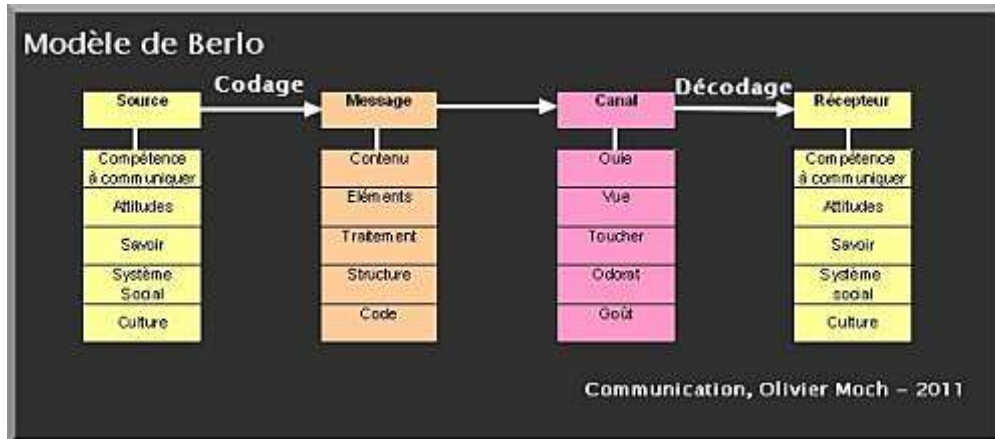 Modèle de Berlo
Codage
Décodage
Source
Message
Canal
Récepteur
Compétence
à communiquer
Attitudes
Savoir
Système
Social
Culture
Contenu
Eléments
Traitement
Structure
Code
Ouïe
Vue
Toucher
Odorat
Goût
Compétence
à communiquer
Attitudes
Savoir
Système
social
Culture
Communication, Olivier Moch – 2011